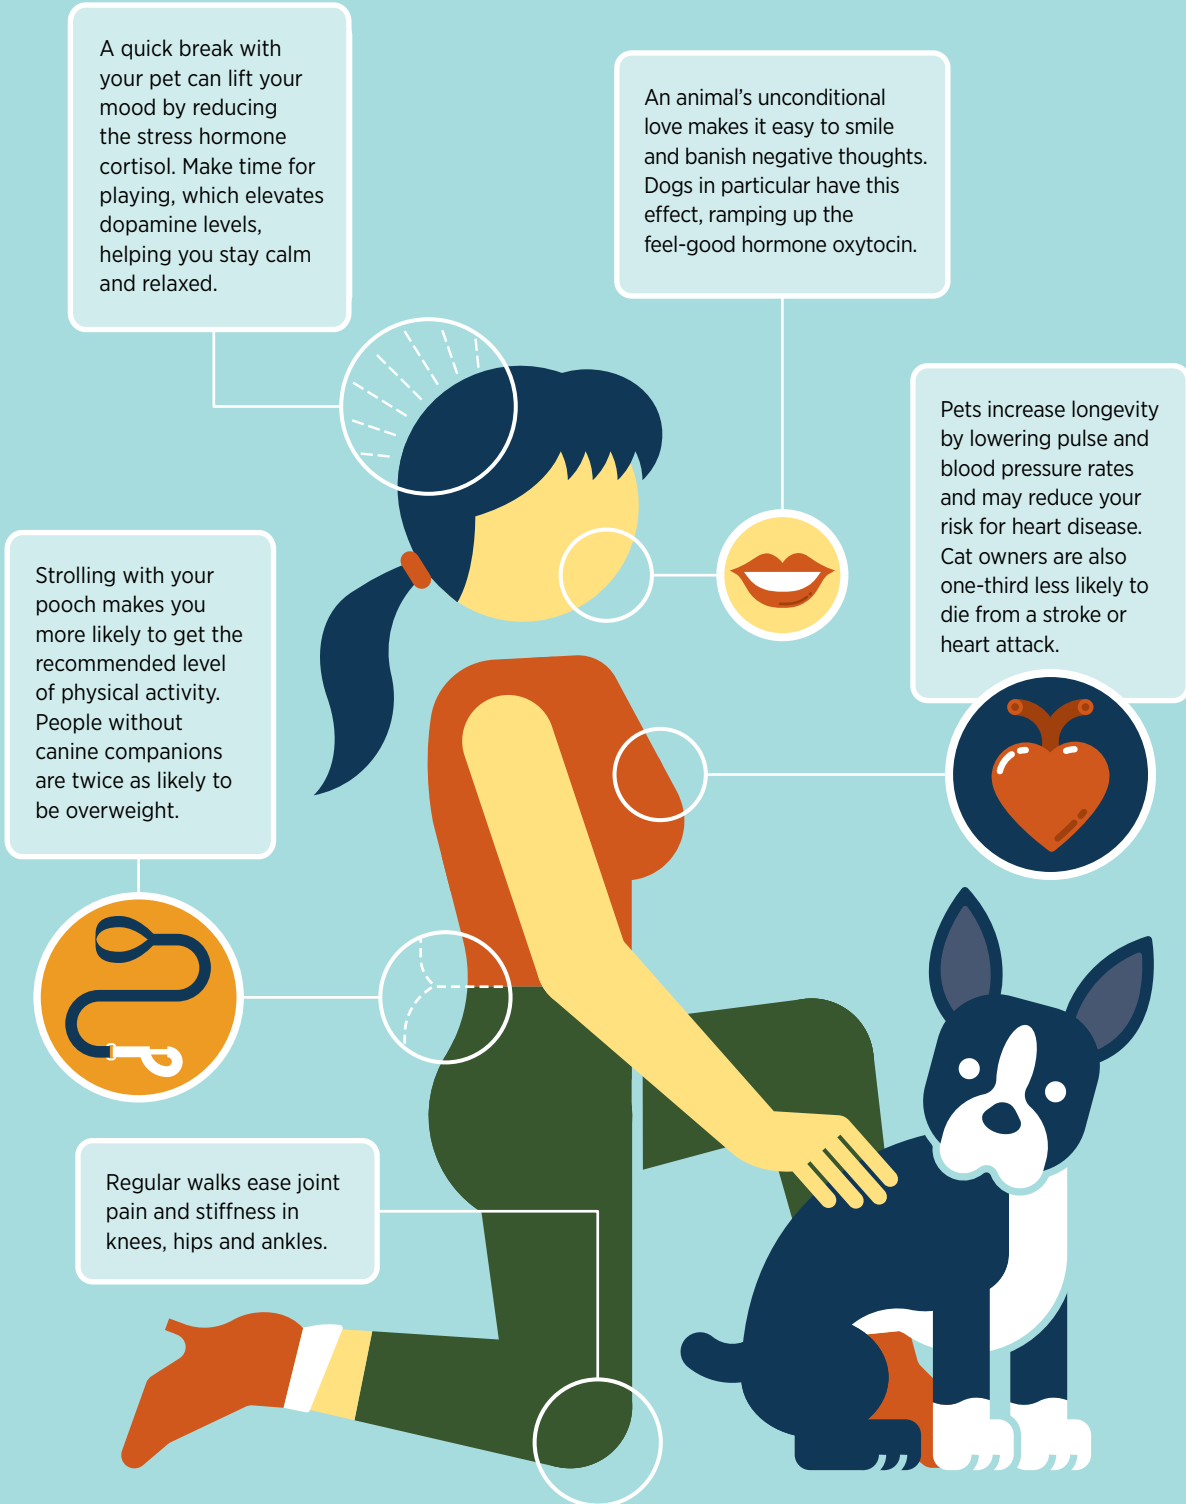 A quick break with
your pet can lift your
mood by reducing
the stress hormone
cortisol. Make time for
playing, which elevates
dopamine levels,
helping you stay calm
and relaxed.
An animal’s unconditional
love makes it easy to smile
and banish negative thoughts.
Dogs in particular have this
effect, ramping up the
feel-good hormone oxytocin.
Pets increase longevity
by lowering pulse and
blood pressure rates
and may reduce your
risk for heart disease.
Cat owners are also
one-third less likely to
die from a stroke or
heart attack.
Strolling with your
pooch makes you
more likely to get the
recommended level
of physical activity.
People without
canine companions
are twice as likely to
be overweight.
Regular walks ease joint
pain and stiffness in
knees, hips and ankles.